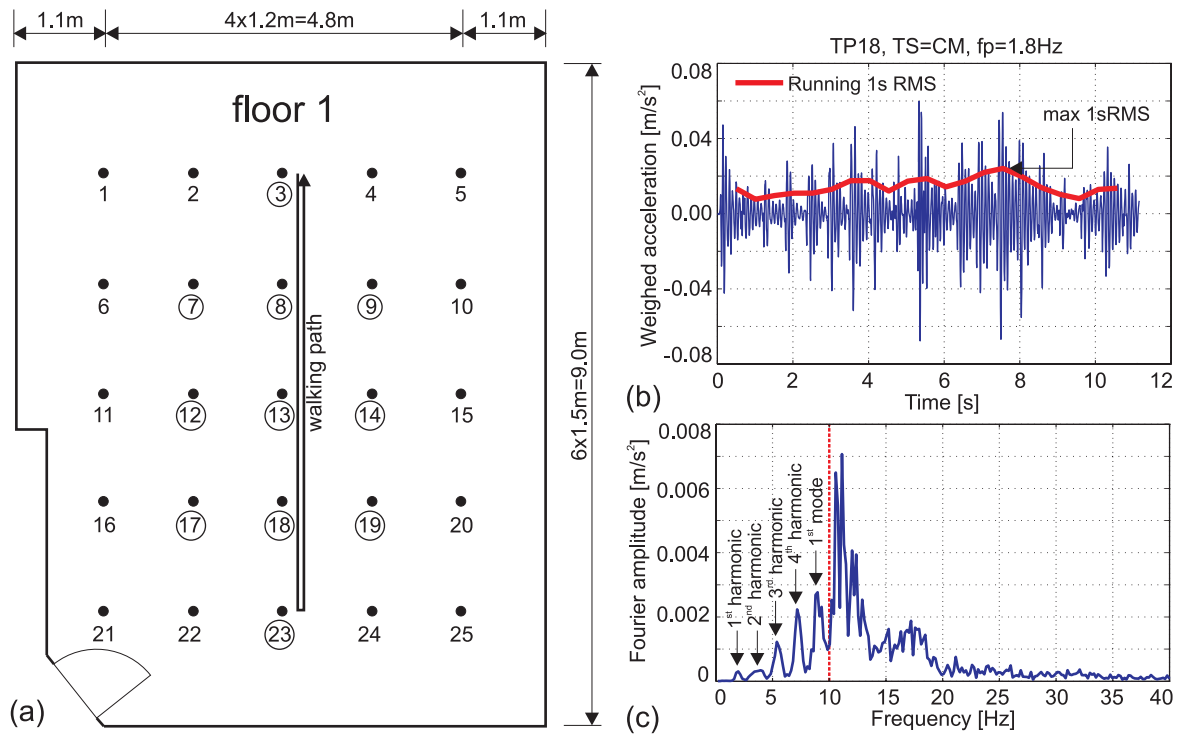 1.1m 4x1.2m=4.8m 1.1m
floor 1
1 2 3 4 5
6 7 8 9 10
11 12 13 14 15
16 17 18 19 20
21 22 23 24 25
walking path
6x1.5m=9.0m
(a)
TP18, TS=CM, fp=1.8Hz
Running 1s RMS
max 1sRMS
Weighed acceleration [m/s²]
0.08
0.04
0.00
-0.04
-0.08
0 2 4 6 8 10 12
Time [s]
(b)
Fourier amplitude [m/s²]
0.008
0.006
0.004
0.002
0
1st harmonic
2nd harmonic
3rd. harmonic
4th harmonic
1st mode
0 5 10 15 20 25 30 35 40
Frequency [Hz]
(c)